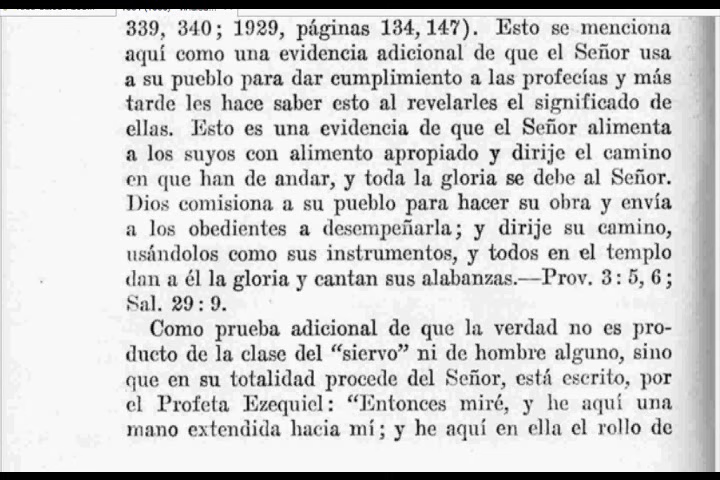 339, 340; 1929, páginas 134, 147). Esto se menciona
aquí como una evidencia adicional de que el Señor usa
a su pueblo para dar cumplimiento a las profecías y más
tarde les hace saber esto al revelarles el significado de
ellas. Esto es una evidencia de que el Señor alimenta
a los suyos con alimento apropiado y dirije el camino
en que han de andar, y toda la gloria se debe al Señor.
Dios comisiona a su pueblo para hacer su obra y envía
a los obedientes a desempeñarla; y dirije su camino,
usándolos como sus instrumentos, y todos en el templo
dan a él la gloria y cantan sus alabanzas.—Prov. 3:5, 6;
Sal. 29:9.
Como prueba adicional de que la verdad no es pro-
ducto de la clase del "siervo" ni de hombre alguno, sino
que en su totalidad procede del Señor, está escrito, por
el Profeta Ezequiel: "Entonces miré, y he aquí una
mano extendida hacia mí; y he aquí en ella el rollo de